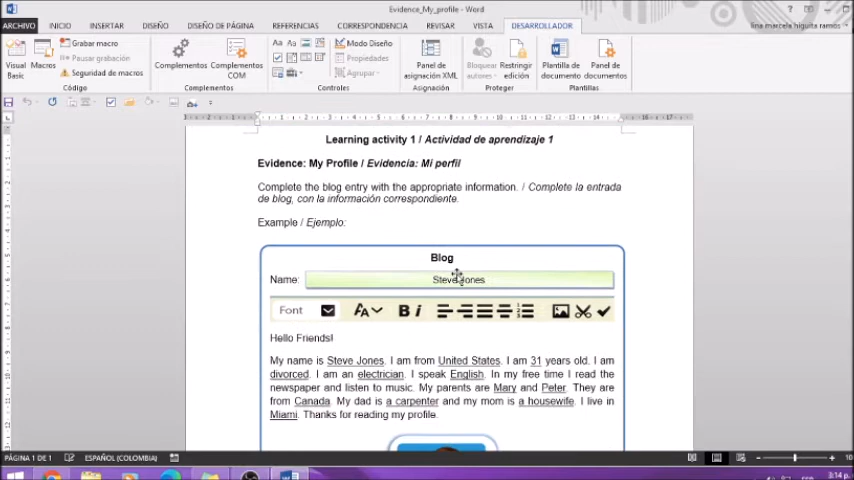 Evidence_My_profile - Word
ARCHIVO INICIO INSERTAR DISEÑO DISEÑO DE PÁGINA REFERENCIAS CORRESPONDENCIA REVISAR VISTA DESARROLLADOR lina marcela higuita ramos
Visual Basic
Macros
Grabar macro
Pausar grabación
Seguridad de macros
Código
Complementos
Complementos COM
Complementos
Aa Aa
Modo Diseño
Propiedades
Agrupar
Controles
Panel de asignación XML
Asignación
Bloquear autores
Restringir edición
Proteger
Plantilla de documento
Panel de documentos
Plantillas
Learning activity 1 / Actividad de aprendizaje 1
Evidence: My Profile / Evidencia: Mi perfil
Complete the blog entry with the appropriate information. / Complete la entrada
de blog, con la información correspondiente.
Example / Ejemplo:
Blog
Name: Steve Jones
Font B i
Hello Friends!
My name is Steve Jones. I am from United States. I am 31 years old. I am
divorced. I am an electrician. I speak English. In my free time I read the
newspaper and listen to music. My parents are Mary and Peter. They are
from Canada. My dad is a carpenter and my mom is a housewife. I live in
Miami. Thanks for reading my profile.
PÁGINA 1 DE 1 ESPAÑOL (COLOMBIA)
3:14 p.